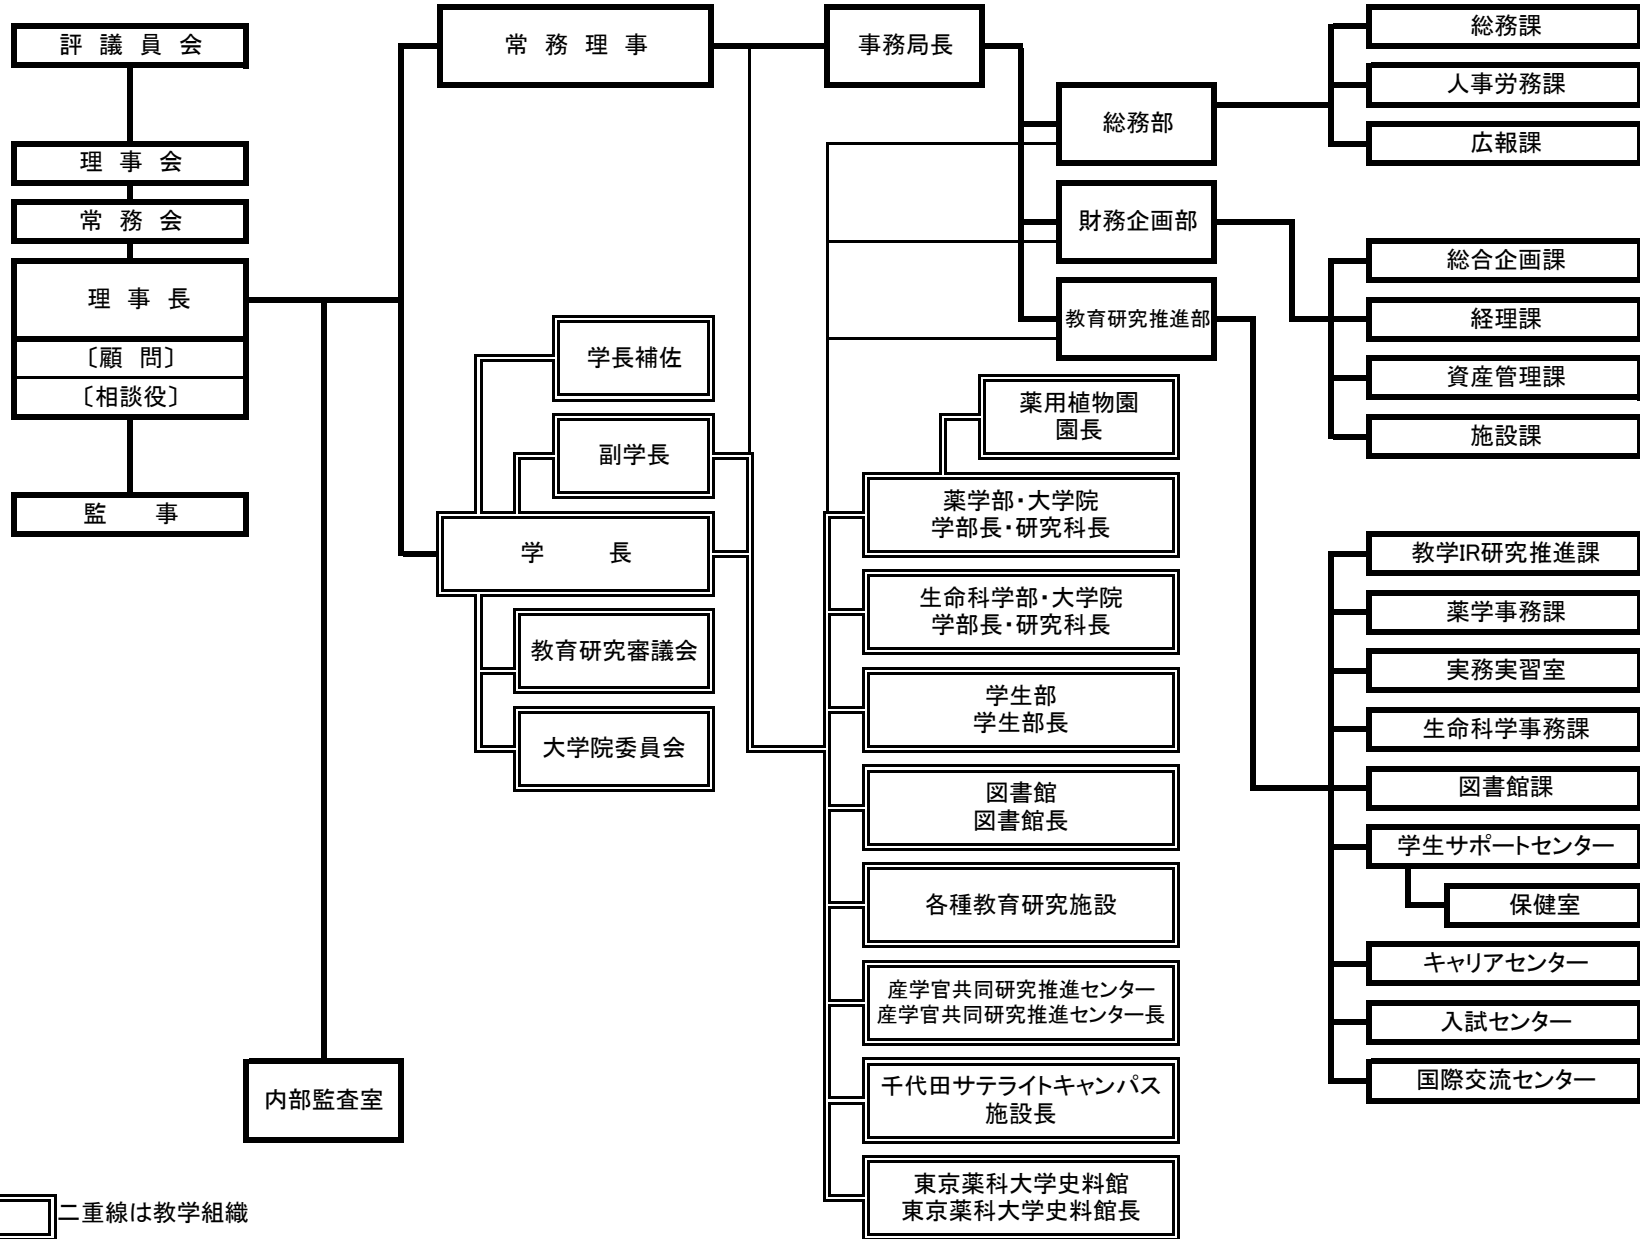 評 議 員 会
理 事 会
常 務 会
理 事 長
〔顧 問〕
〔相談役〕
監 事
内部監査室
常 務 理 事
学長補佐
副学長
学 長
教育研究審議会
大学院委員会
事務局長
総務部
財務企画部
教育研究推進部
薬用植物園
園長
薬学部・大学院
学部長・研究科長
生命科学部・大学院
学部長・研究科長
学生部
学生部長
図書館
図書館長
各種教育研究施設
産学官共同研究推進センター
産学官共同研究推進センター長
千代田サテライトキャンパス
施設長
東京薬科大学史料館
東京薬科大学史料館長
総務課
人事労務課
広報課
総合企画課
経理課
資産管理課
施設課
教学IR研究推進課
薬学事務課
実務実習室
生命科学事務課
図書館課
学生サポートセンター
保健室
キャリアセンター
入試センター
国際交流センター
二重線は教学組織